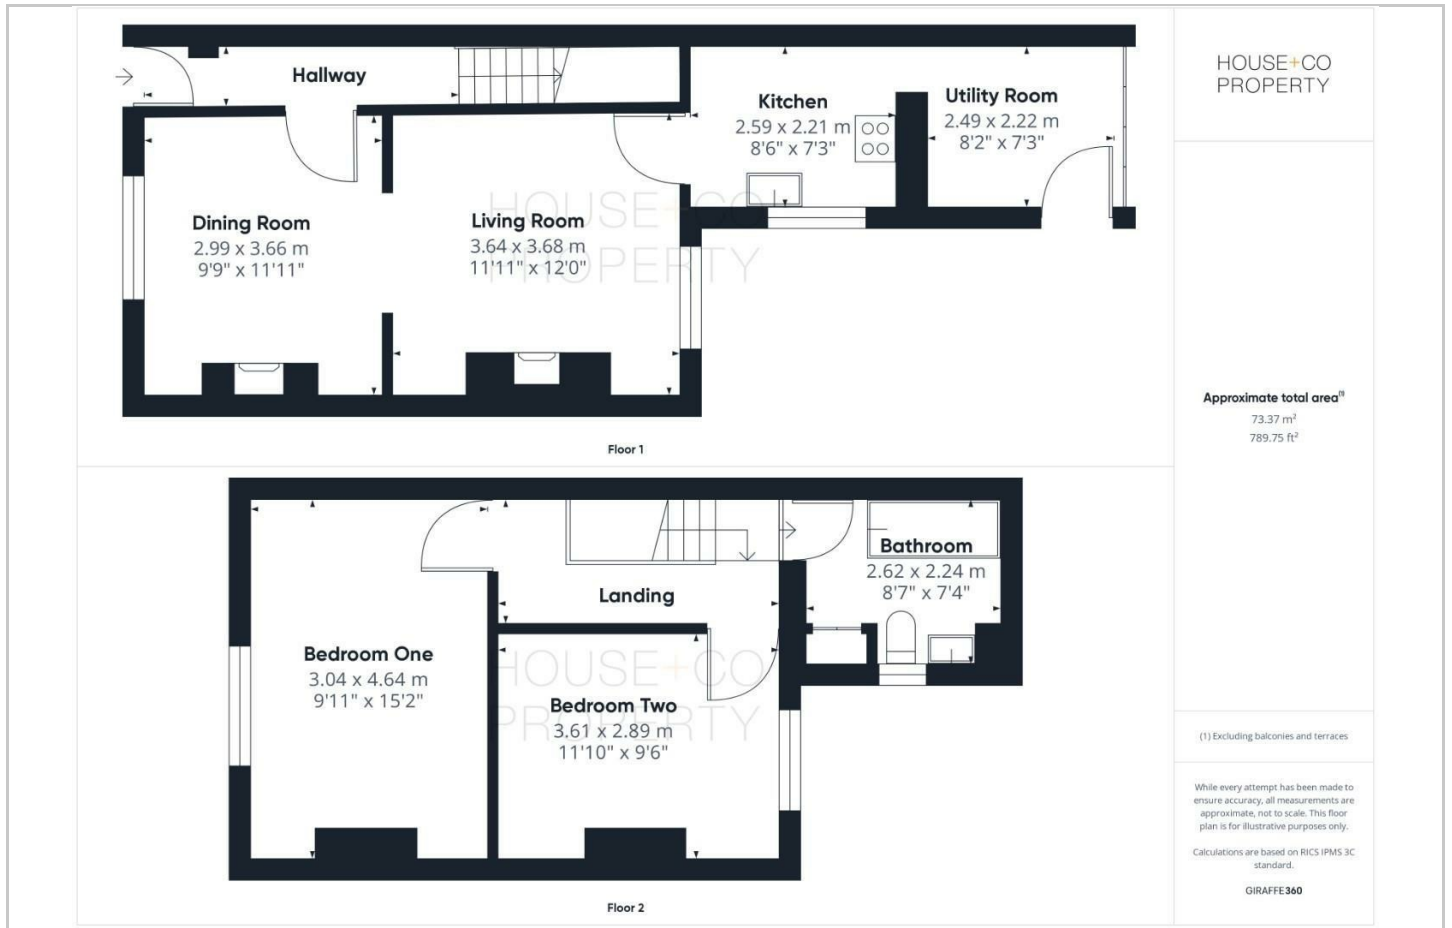 Hallway
Kitchen
2.59 x 2.21 m
8'6" x 7'3"
Utility Room
2.49 x 2.22 m
8'2" x 7'3"
Dining Room
2.99 x 3.66 m
9'9" x 11'11"
Living Room
3.64 x 3.68 m
11'11" x 12'0"
HOUSE+CO
PROPERTY
Floor 1
Bathroom
2.62 x 2.24 m
8'7" x 7'4"
Landing
Bedroom One
3.04 x 4.64 m
9'11" x 15'2"
Bedroom Two
3.61 x 2.89 m
11'10" x 9'6"
HOUSE+CO
PROPERTY
Floor 2
HOUSE+CO
PROPERTY
Approximate total area(1)
73.37 m²
789.75 ft²
(1) Excluding balconies and terraces
While every attempt has been made to
ensure accuracy, all measurements are
approximate, not to scale. This floor
plan is for illustrative purposes only.
Calculations are based on RICS IPMS 3C
standard.
GIRAFFE360